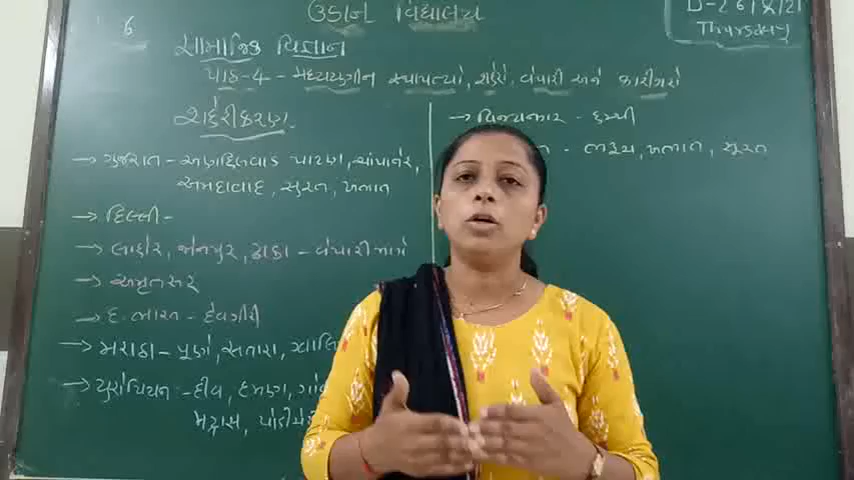 ઉડાન વિદ્યાલય
D-26/8/21
Thursday
6
સામાજિક વિજ્ઞાન
પાઠ-4 - મધ્યયુગીન સ્થાપત્યો, શહેરો, વેપારી અને કારીગરો
શહેરીકરણ
→ ગુજરાત - અણહિલવાડ પાટણ, ચાંપાનેર,
અમદાવાદ, સુરત, ખંભાત
→ દિલ્લી -
→ લાહોર, જોનપુર, ઢાકા - વેપારી માર્ગ
→ અમૃતસર
→ દ. ભારત - દેવગીરી
→ મરાઠા - પૂણે, સતારા,
→ યુરોપિયન :- દીવ, દમણ,
મદ્રાસ,
→ વિજયનગર - હમ્પી
- ભરૂચ, ખંભાત, સુરત